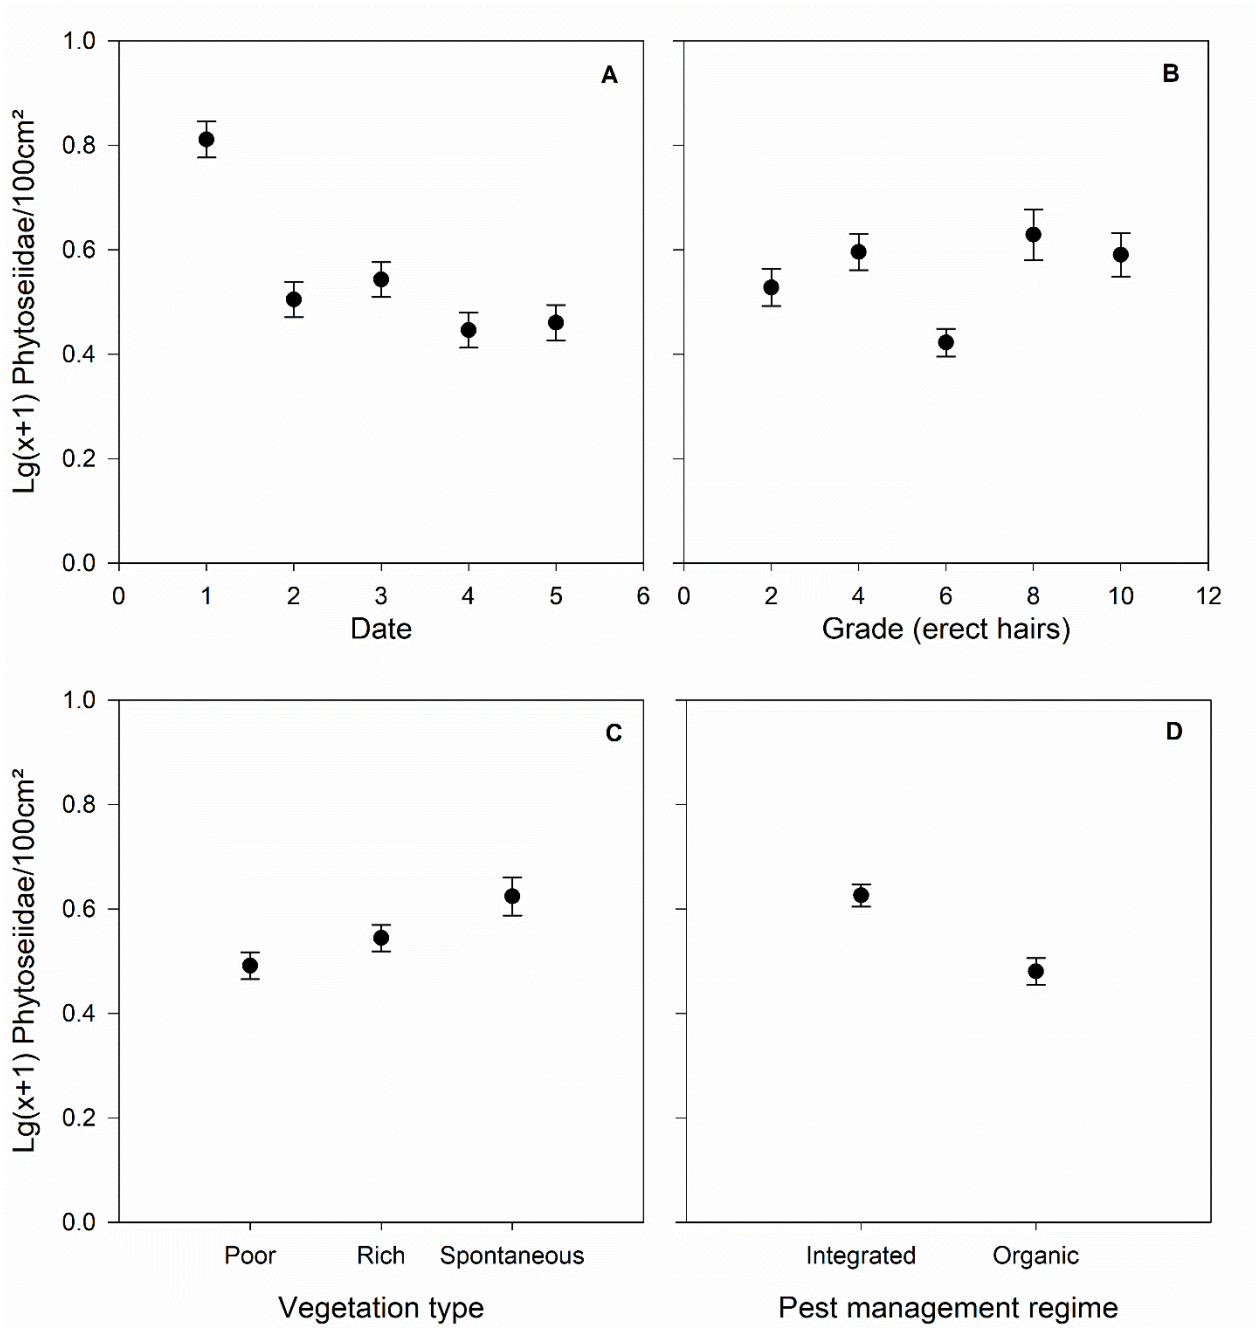 A
B
1.0
0.8
0.6
0.4
0.2
0.0
Lg(x+1) Phytoseiidae/100cm²
0 1 2 3 4 5 6
0 2 4 6 8 10 12
Date
Grade (erect hairs)
C
D
1.0
0.8
0.6
0.4
0.2
0.0
Lg(x+1) Phytoseiidae/100cm²
Poor Rich Spontaneous
Integrated Organic
Vegetation type
Pest management regime